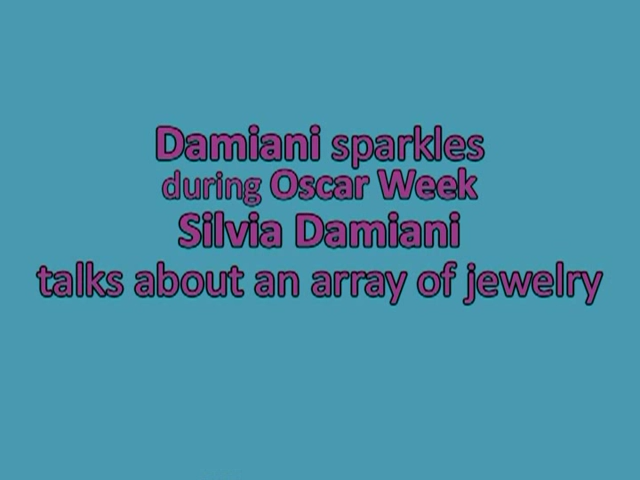 Damiani sparkles
during Oscar Week
Silvia Damiani
talks about an array of jewelry